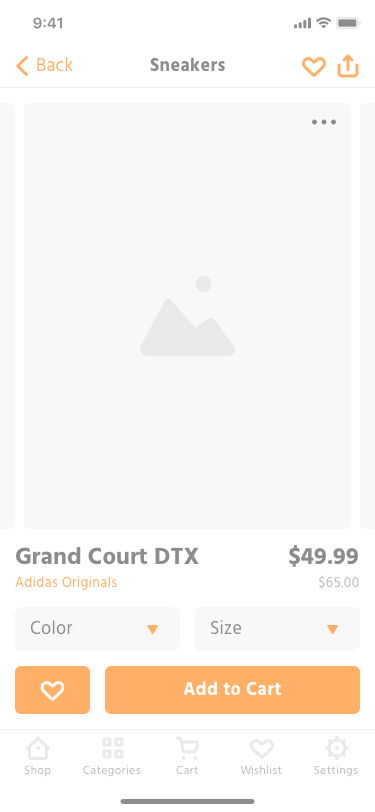 9:41
Back Sneakers
Grand Court DTX $49.99
Adidas Originals $65.00
Color Size
Add to Cart
Shop Categories Cart Wishlist Settings